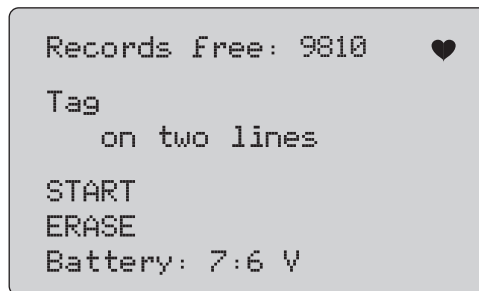 Records free: 9810 ♥
Tag
on two lines
START
ERASE
Battery: 7:6 V